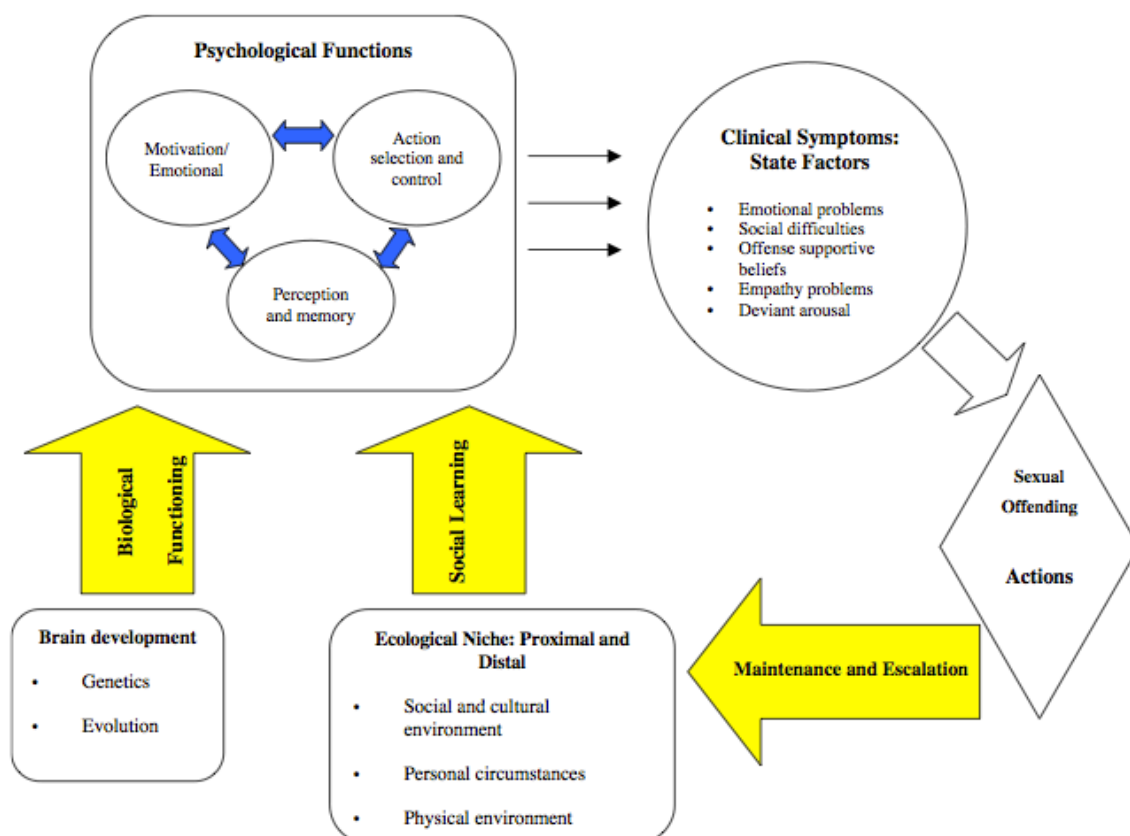 Psychological Functions
Motivation/
Emotional
Action
selection and
control
Perception
and memory
Clinical Symptoms:
State Factors
• Emotional problems
• Social difficulties
• Offense supportive
beliefs
• Empathy problems
• Deviant arousal
Biological
Functioning
Social Learning
Sexual
Offending
Actions
Brain development
• Genetics
• Evolution
Ecological Niche: Proximal and
Distal
• Social and cultural
environment
• Personal circumstances
• Physical environment
Maintenance and Escalation